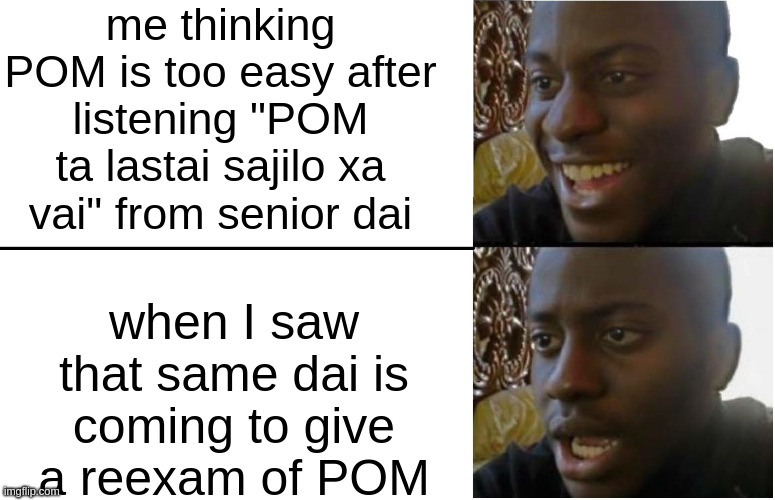 me thinking
POM is too easy after
listening "POM
ta lastai sajilo xa
vai" from senior dai
when I saw
that same dai is
coming to give
a reexam of POM
imgflip.com